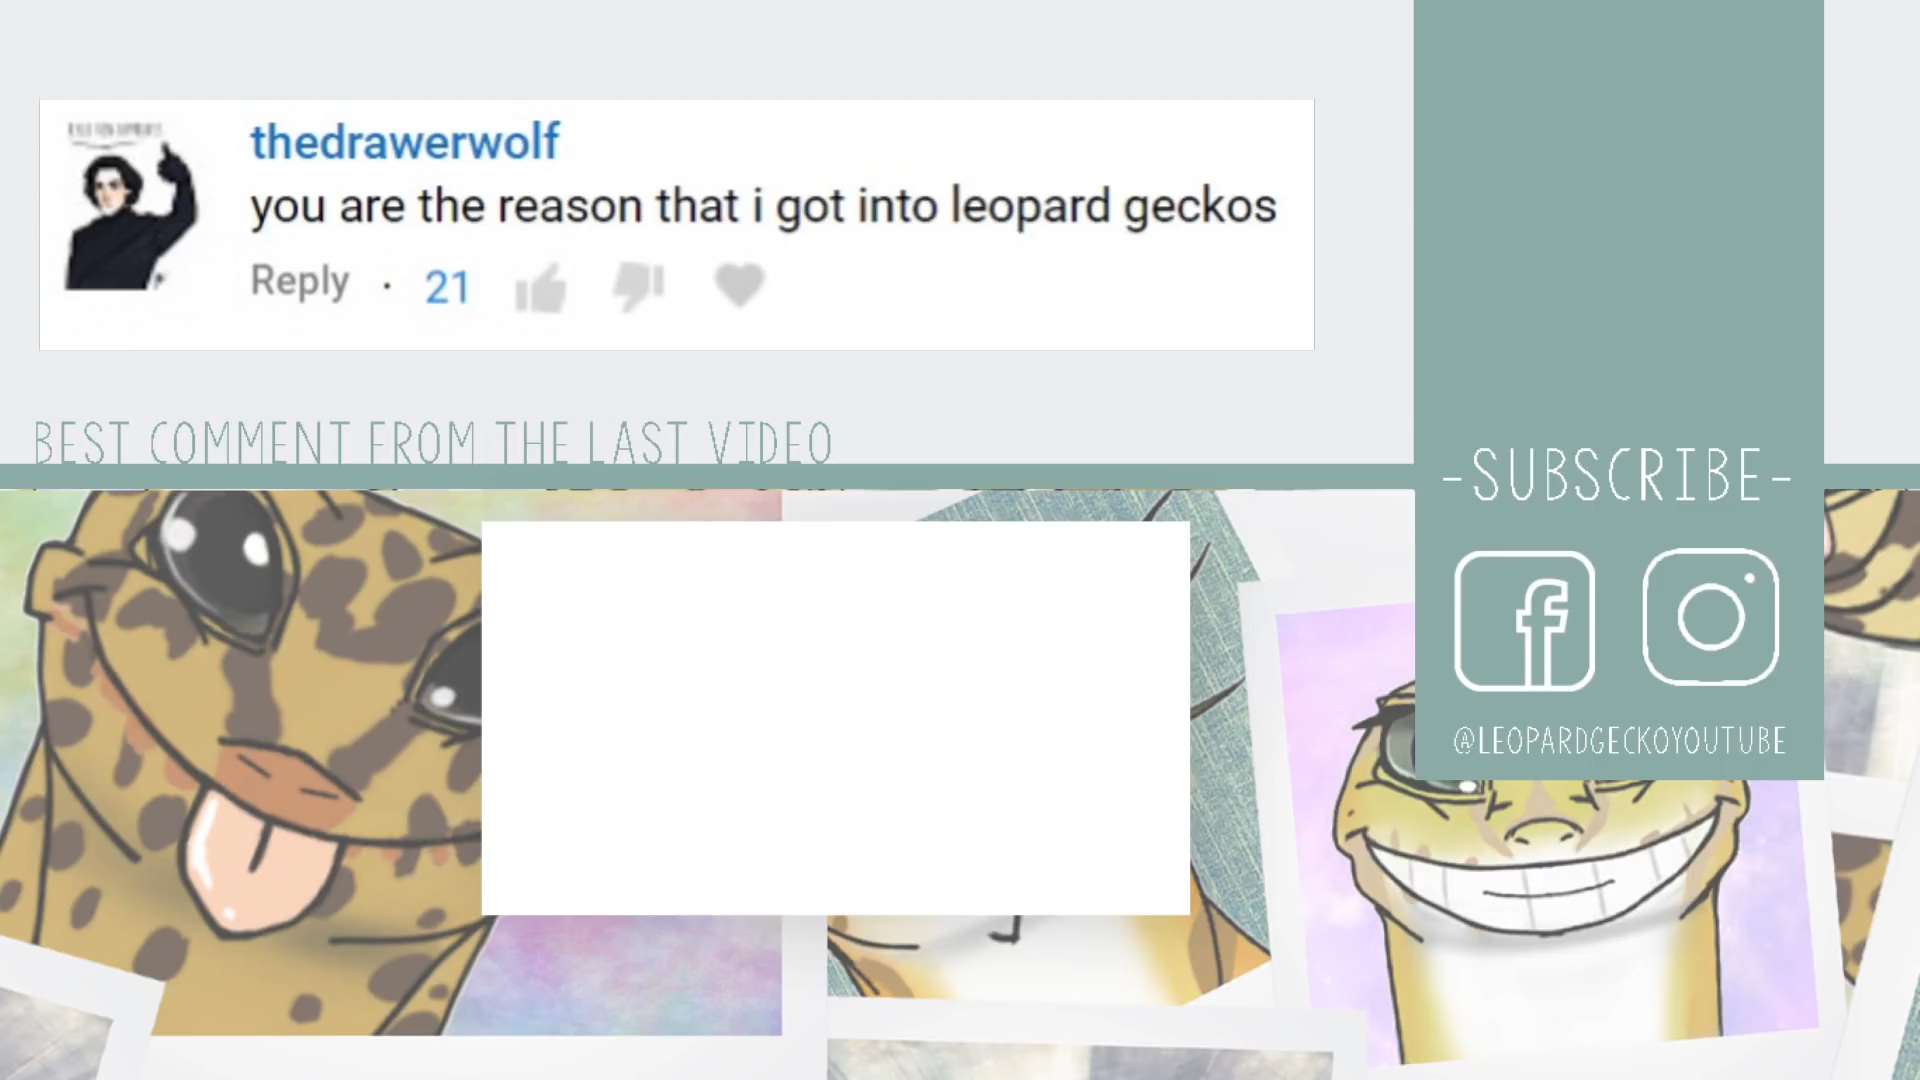 thedrawerwolf
you are the reason that i got into leopard geckos
Reply · 21
BEST COMMENT FROM THE LAST VIDEO
-SUBSCRIBE-
@LEOPARDGECKOYOUTUBE